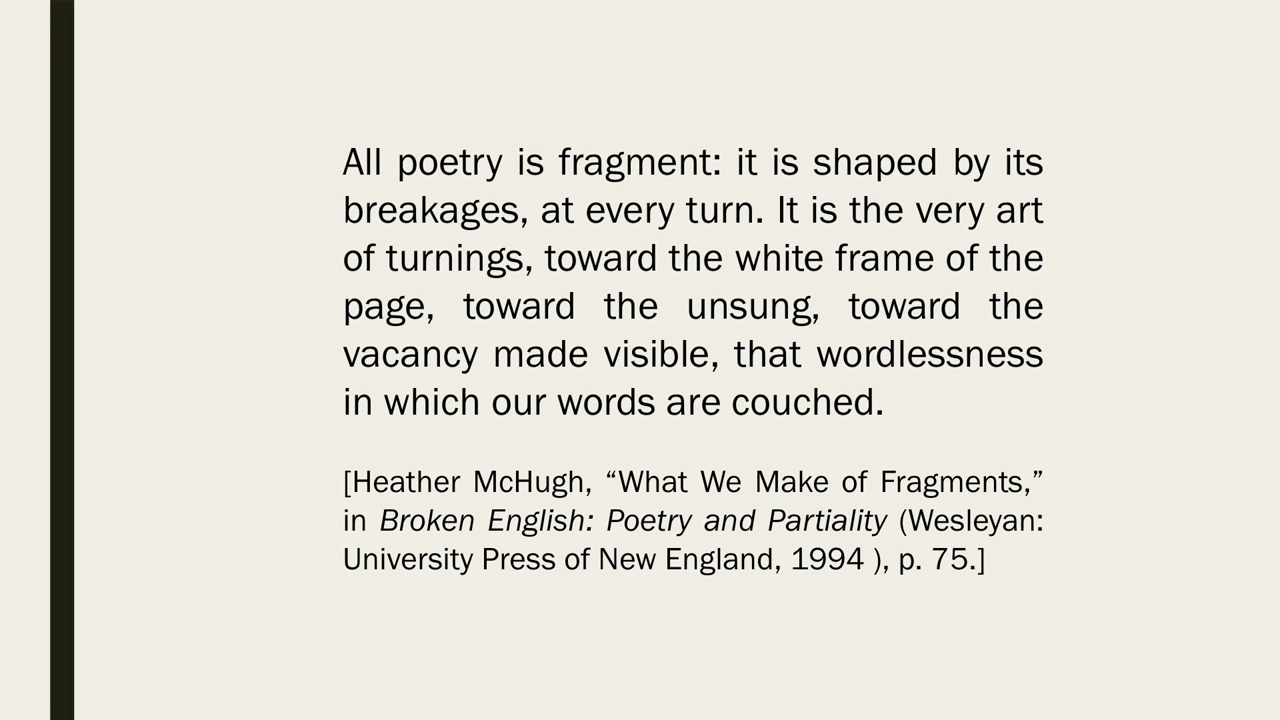 All poetry is fragment: it is shaped by its
breakages, at every turn. It is the very art
of turnings, toward the white frame of the
page, toward the unsung, toward the
vacancy made visible, that wordlessness
in which our words are couched.
[Heather McHugh, “What We Make of Fragments,”
in Broken English: Poetry and Partiality (Wesleyan:
University Press of New England, 1994 ), p. 75.]